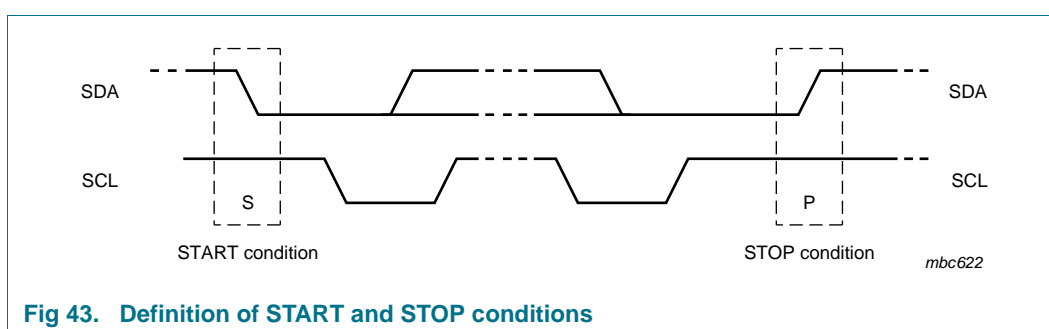 SDA
SDA
SCL
SCL
S
P
START condition
STOP condition
mbc622
Fig 43. Definition of START and STOP conditions